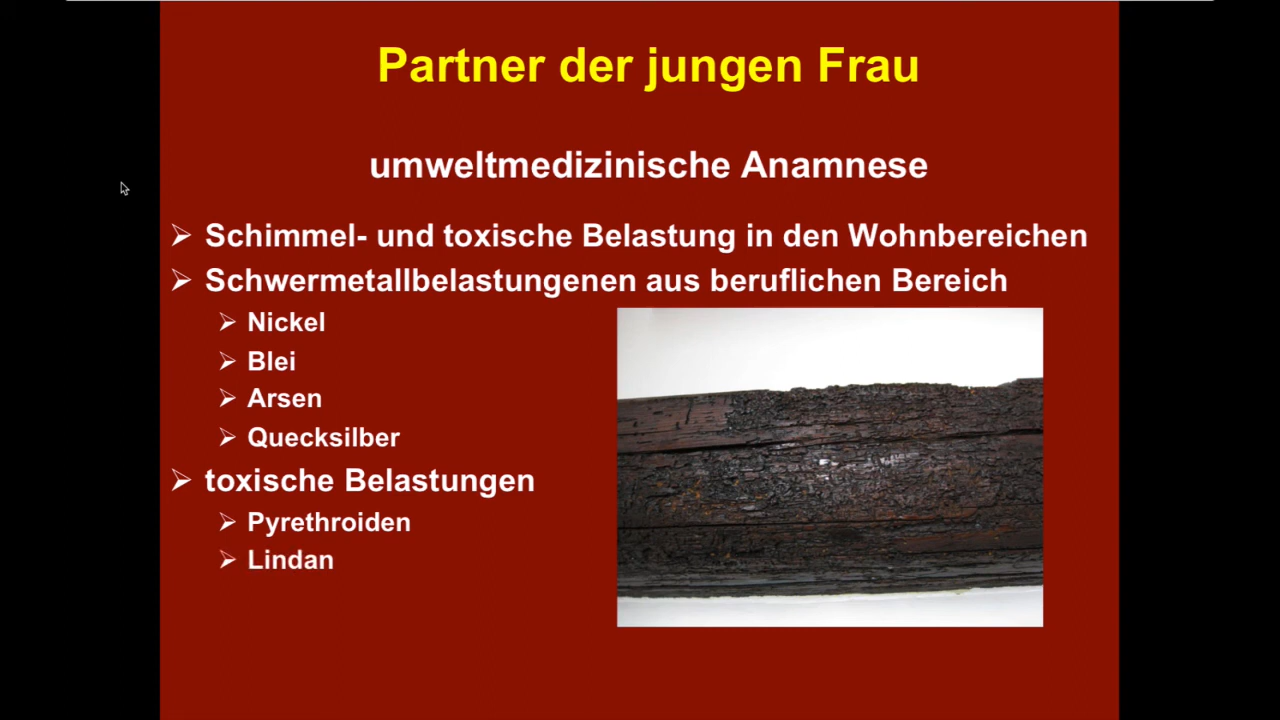 Partner der jungen Frau
umweltmedizinische Anamnese
Schimmel- und toxische Belastung in den Wohnbereichen
Schwermetallbelastungenen aus beruflichen Bereich
Nickel
Blei
Arsen
Quecksilber
toxische Belastungen
Pyrethroiden
Lindan